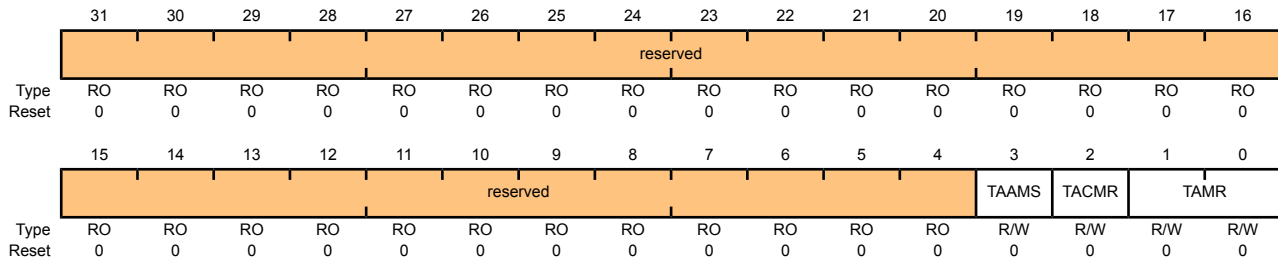 31 30 29 28 27 26 25 24 23 22 21 20 19 18 17 16
reserved
Type RO RO RO RO RO RO RO RO RO RO RO RO RO RO RO RO
Reset 0 0 0 0 0 0 0 0 0 0 0 0 0 0 0 0
15 14 13 12 11 10 9 8 7 6 5 4 3 2 1 0
reserved TAAMS TACMR TAMR
Type RO RO RO RO RO RO RO RO RO RO RO RO R/W R/W R/W R/W
Reset 0 0 0 0 0 0 0 0 0 0 0 0 0 0 0 0